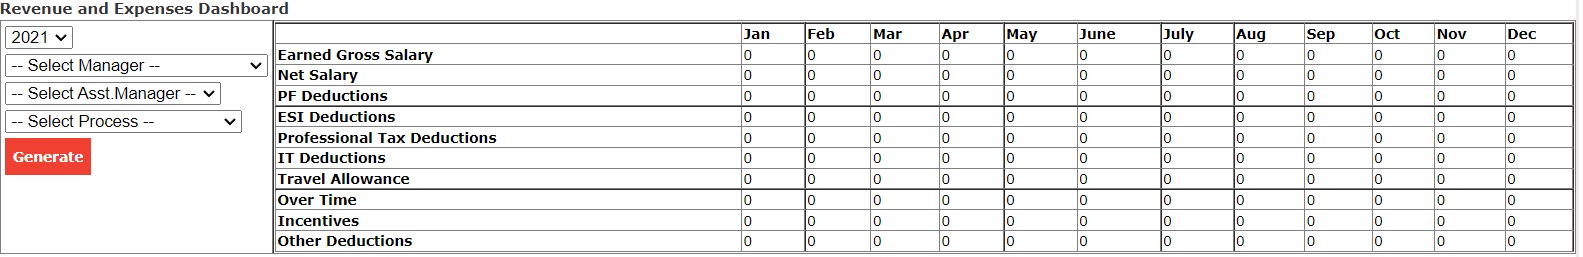 Revenue and Expenses Dashboard
2021
-- Select Manager --
-- Select Asst.Manager --
-- Select Process --
Generate
Jan Feb Mar Apr May June July Aug Sep Oct Nov Dec
Earned Gross Salary 0 0 0 0 0 0 0 0 0 0 0 0
Net Salary 0 0 0 0 0 0 0 0 0 0 0 0
PF Deductions 0 0 0 0 0 0 0 0 0 0 0 0
ESI Deductions 0 0 0 0 0 0 0 0 0 0 0 0
Professional Tax Deductions 0 0 0 0 0 0 0 0 0 0 0 0
IT Deductions 0 0 0 0 0 0 0 0 0 0 0 0
Travel Allowance 0 0 0 0 0 0 0 0 0 0 0 0
Over Time 0 0 0 0 0 0 0 0 0 0 0 0
Incentives 0 0 0 0 0 0 0 0 0 0 0 0
Other Deductions 0 0 0 0 0 0 0 0 0 0 0 0